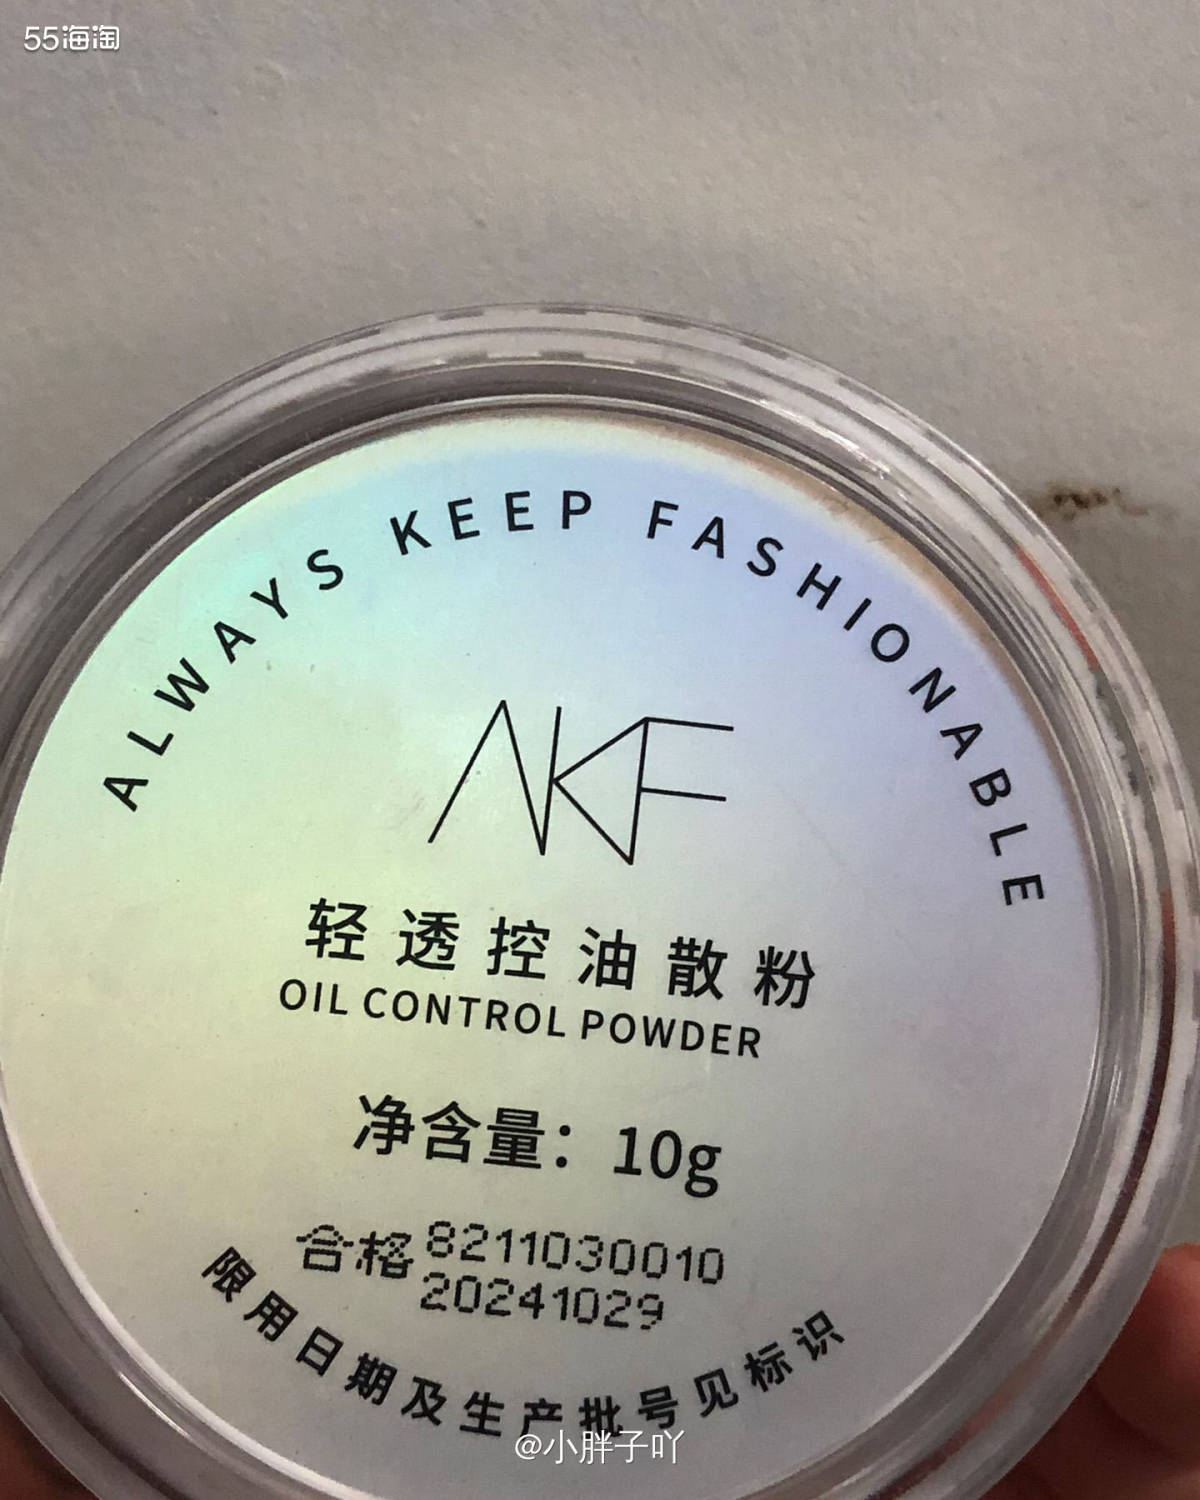 55海淘
ALWAYS KEEP FASHIONABLE
AKF
轻透控油散粉
OIL CONTROL POWDER
净含量：10g
合格 8211030010
20241029
限用日期及生产批号见标识
@小胖子吖